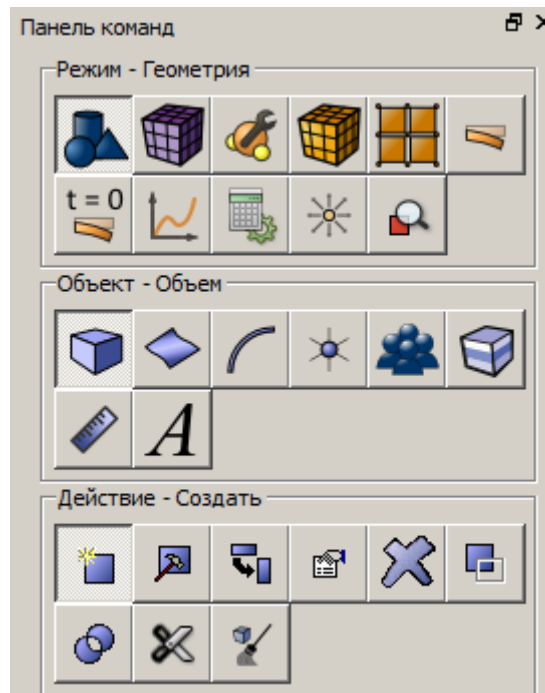 Панель команд
Режим - Геометрия
t = 0
Объект - Объем
A
Действие - Создать